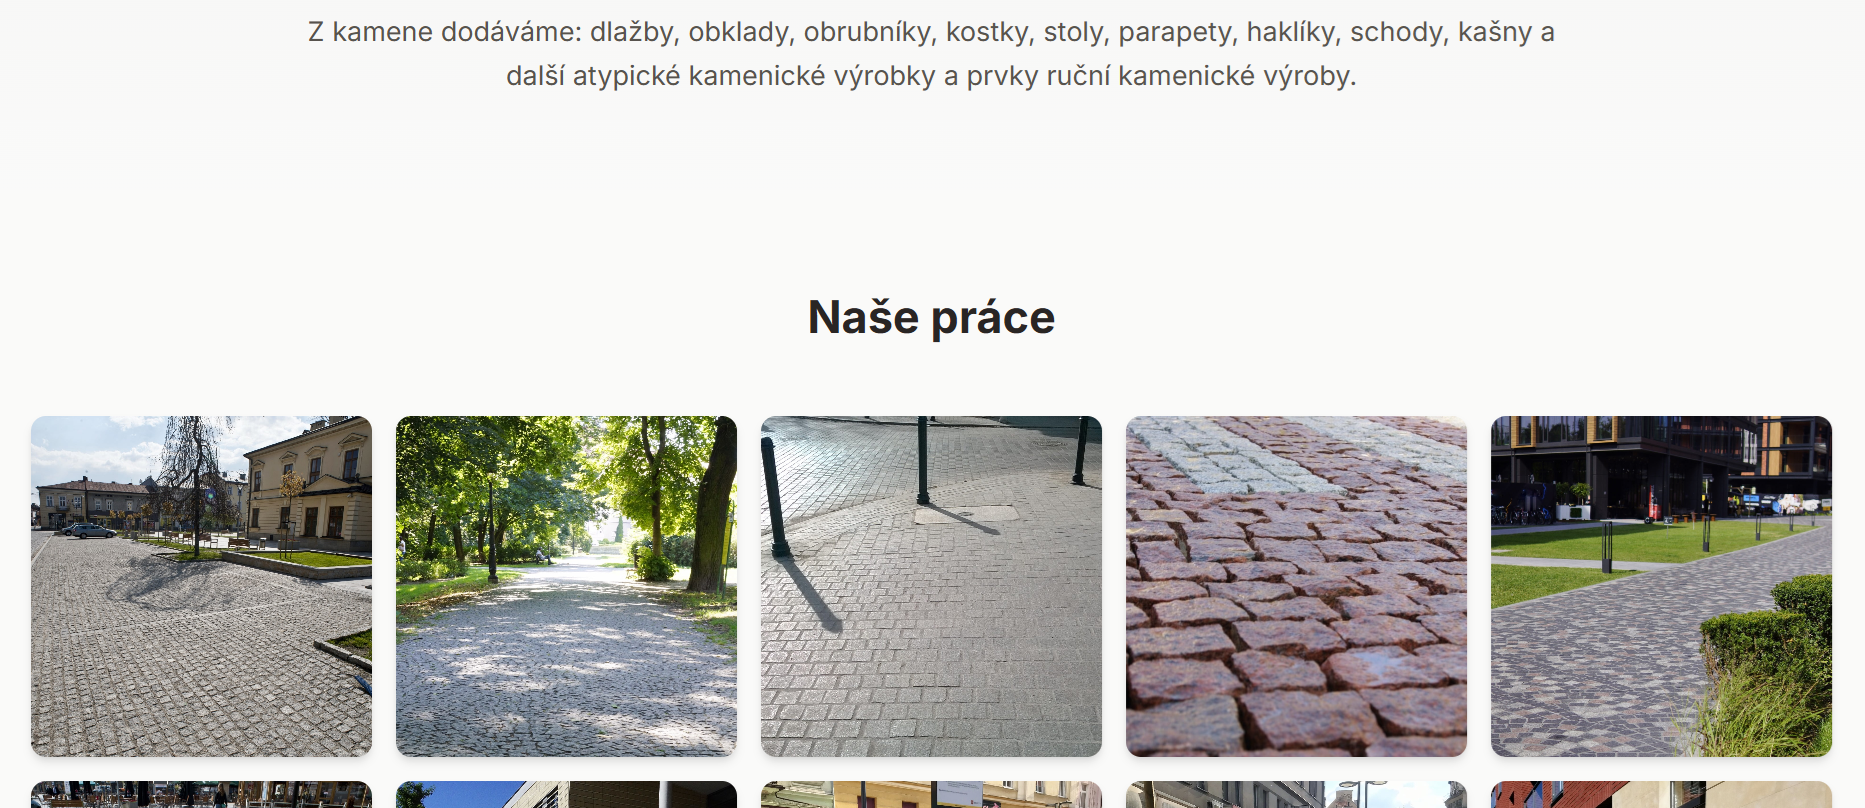 Z kamene dodáváme: dlažby, obklady, obrubníky, kostky, stoly, parapety, haklíky, schody, kašny a
další atypické kamenické výrobky a prvky ruční kamenické výroby.
Naše práce